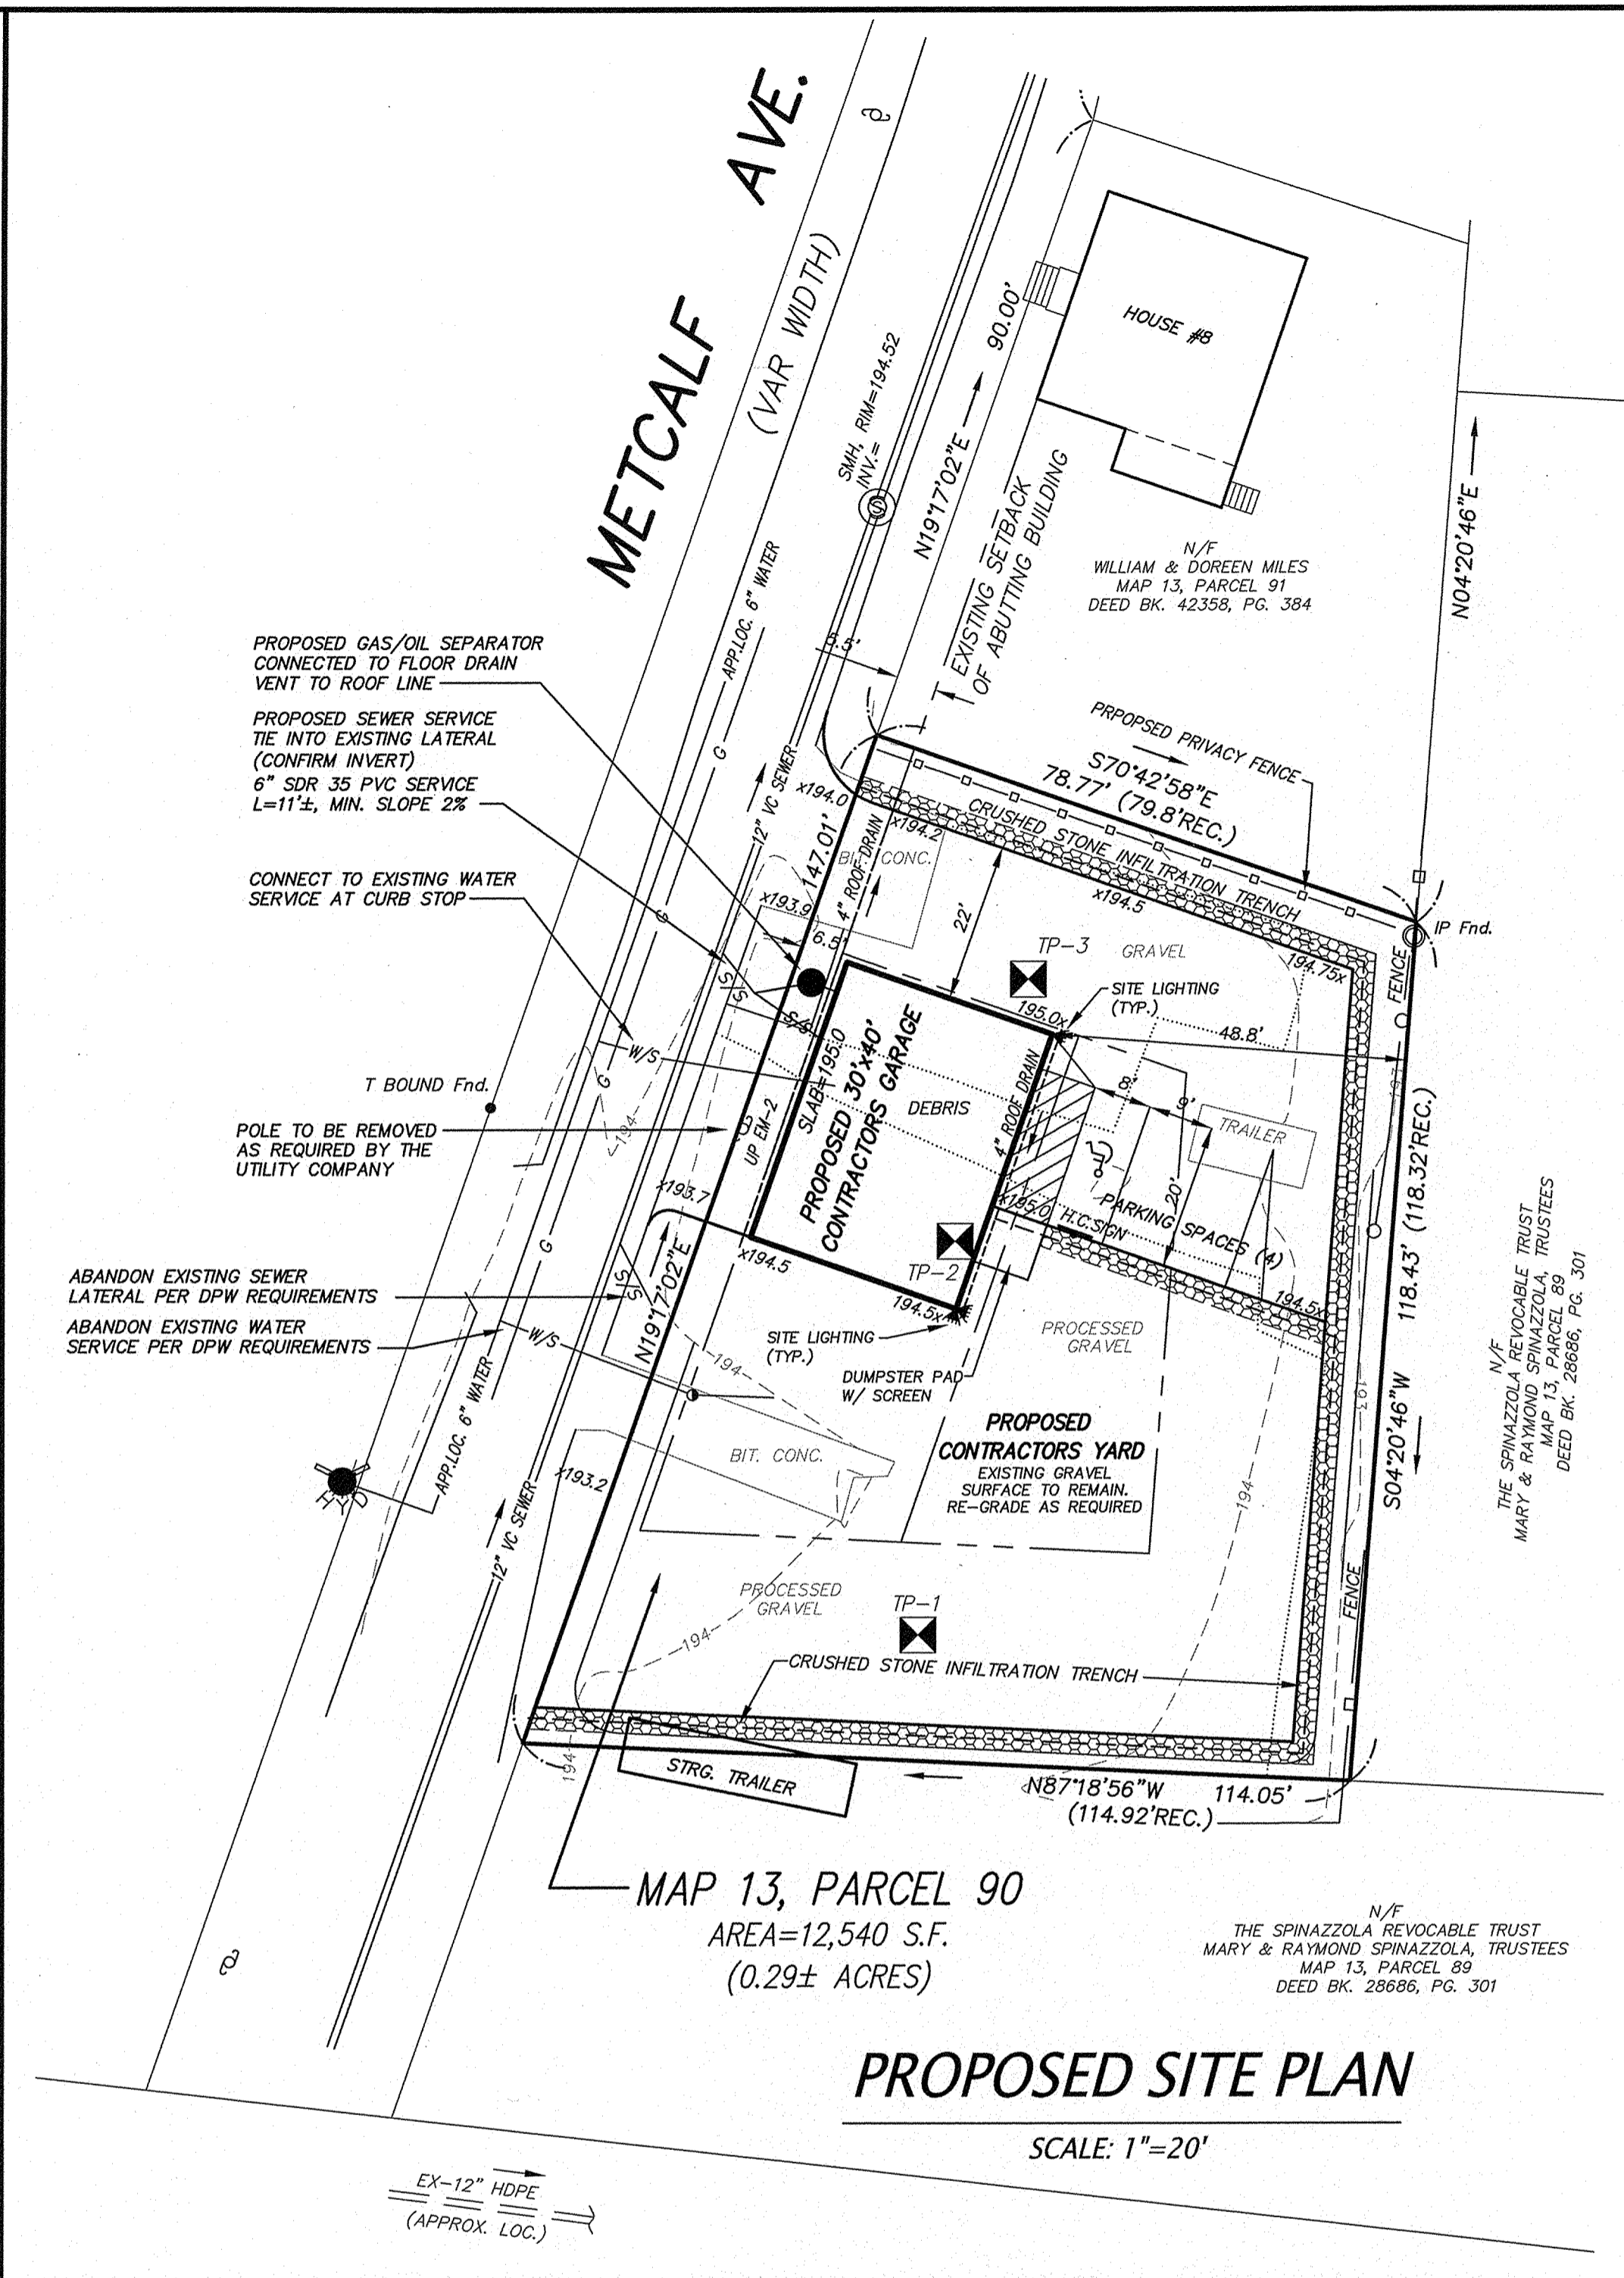 METCALF AVE.
(VAR WIDTH)
SMH, RIM=194.52
INV.=
N19°17'02"E
90.00'
HOUSE #8
EXISTING SETBACK
OF ABUTTING BUILDING
N/F
WILLIAM & DOREEN MILES
MAP 13, PARCEL 91
DEED BK. 42358, PG. 384
N04°20'46"E
APP.LOC. 6" WATER
G
G
G
G
12" VC SEWER
5.5'
PROPOSED GAS/OIL SEPARATOR
CONNECTED TO FLOOR DRAIN
VENT TO ROOF LINE
PROPOSED SEWER SERVICE
TIE INTO EXISTING LATERAL
(CONFIRM INVERT)
6" SDR 35 PVC SERVICE
L=11'±, MIN. SLOPE 2%
CONNECT TO EXISTING WATER
SERVICE AT CURB STOP
T BOUND Fnd.
POLE TO BE REMOVED
AS REQUIRED BY THE
UTILITY COMPANY
ABANDON EXISTING SEWER
LATERAL PER DPW REQUIREMENTS
ABANDON EXISTING WATER
SERVICE PER DPW REQUIREMENTS
PRPOPSED PRIVACY FENCE
S70°42'58"E
78.77' (79.8'REC.)
CRUSHED STONE INFILTRATION TRENCH
x194.0
x194.2
x194.5
194.75x
IP Fnd.
147.01'
4" ROOF DRAIN
BIT. CONC.
x193.9
6.5'
22'
TP-3
GRAVEL
SITE LIGHTING
(TYP.)
195.0x
48.8'
FENCE
S/S
S/S
W/S
SLAB=195.0
PROPOSED 30'x40'
CONTRACTORS GARAGE
DEBRIS
4" ROOF DRAIN
8'
9'
TRAILER
20'
PARKING SPACES (4)
H.C.SIGN
x195.0
UP EM-2
194
x193.7
x194.5
TP-2
194.5x
194.5x
SITE LIGHTING
(TYP.)
DUMPSTER PAD
W/ SCREEN
PROCESSED
GRAVEL
118.43' (118.32'REC.)
S04°20'46"W
193
N/F
THE SPINAZZOLA REVOCABLE TRUST
MARY & RAYMOND SPINAZZOLA, TRUSTEES
MAP 13, PARCEL 89
DEED BK. 28686, PG. 301
N19°17'02"E
S/S
W/S
194
BIT. CONC.
PROPOSED
CONTRACTORS YARD
EXISTING GRAVEL
SURFACE TO REMAIN.
RE-GRADE AS REQUIRED
194
x193.2
APP.LOC. 6" WATER
HYD
12" VC SEWER
PROCESSED
GRAVEL
194
TP-1
CRUSHED STONE INFILTRATION TRENCH
FENCE
194
STRG. TRAILER
N87°18'56"W 114.05'
(114.92'REC.)
MAP 13, PARCEL 90
AREA=12,540 S.F.
(0.29± ACRES)
N/F
THE SPINAZZOLA REVOCABLE TRUST
MARY & RAYMOND SPINAZZOLA, TRUSTEES
MAP 13, PARCEL 89
DEED BK. 28686, PG. 301
PROPOSED SITE PLAN
SCALE: 1"=20'
EX-12" HDPE
(APPROX. LOC.)